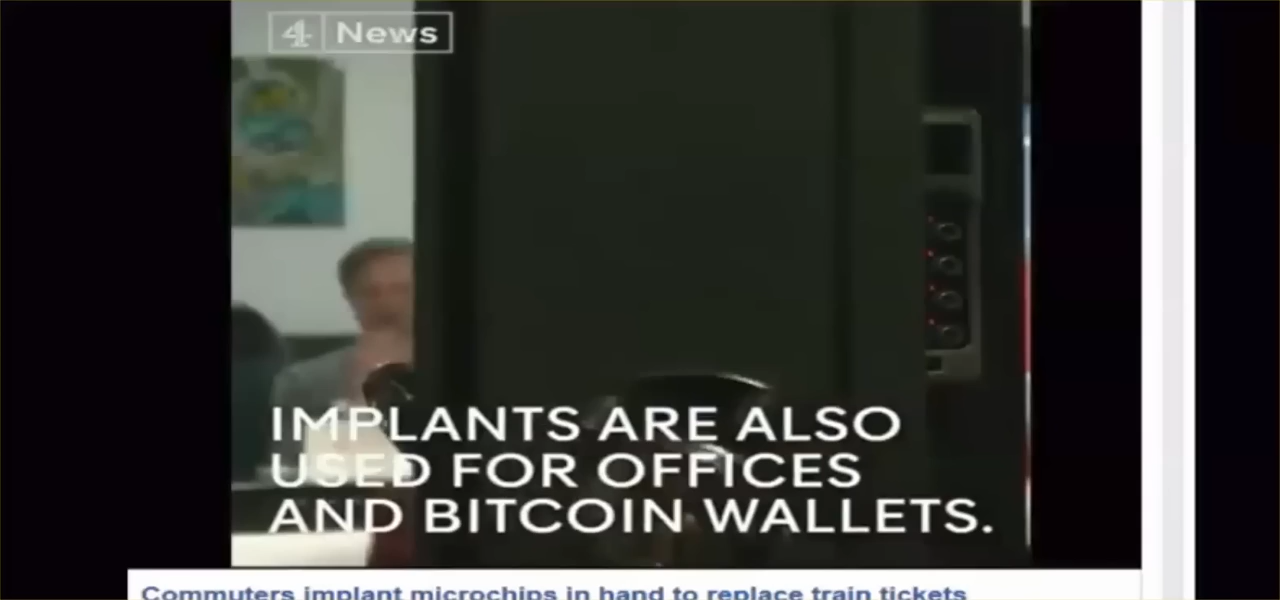 4 News
IMPLANTS ARE ALSO
USED FOR OFFICES
AND BITCOIN WALLETS.
Commuters implant microchips in hand to replace train tickets